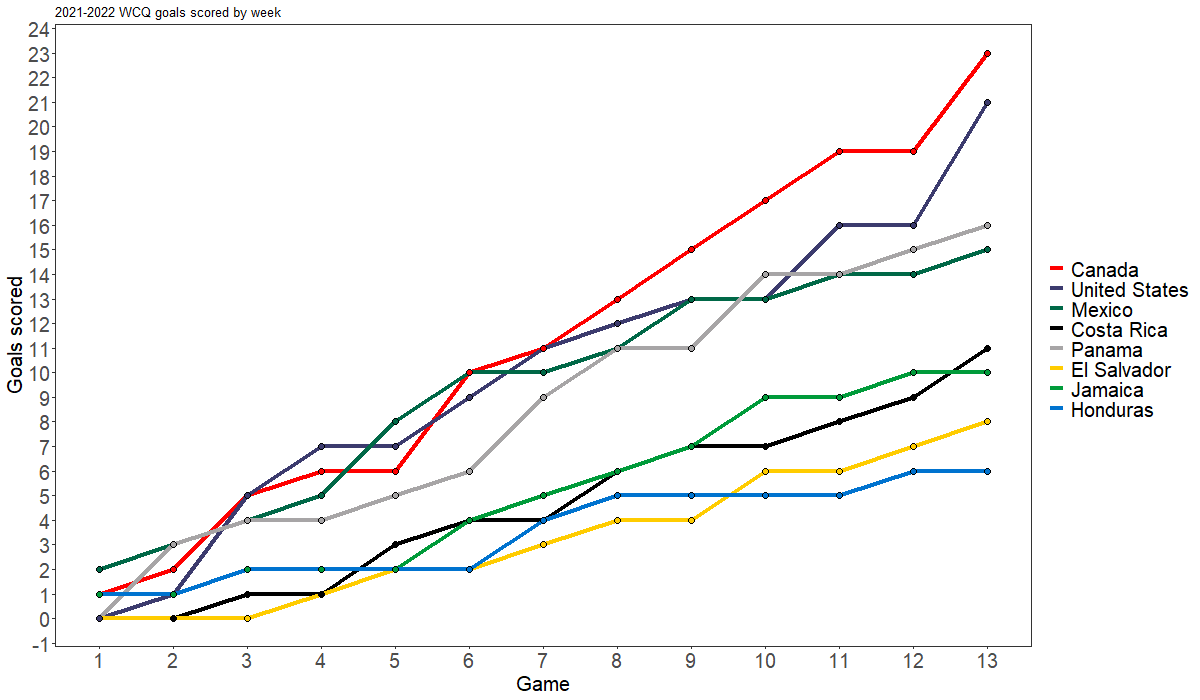 2021-2022 WCQ goals scored by week
24
23
22
21
20
19
18
17
16
15
14
13
12
11
10
9
8
7
6
5
4
3
2
1
0
-1
Goals scored
1 2 3 4 5 6 7 8 9 10 11 12 13
Game
Canada
United States
Mexico
Costa Rica
Panama
El Salvador
Jamaica
Honduras